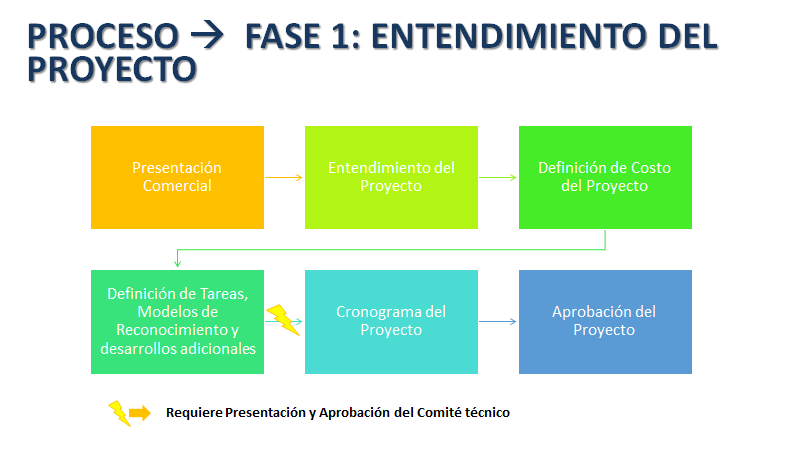 PROCESO → FASE 1: ENTENDIMIENTO DEL
PROYECTO
Presentación
Comercial
Entendimiento del
Proyecto
Definición de Costo
del Proyecto
Definición de Tareas,
Modelos de
Reconocimiento y
desarrollos adicionales
Cronograma del
Proyecto
Aprobación del
Proyecto
Requiere Presentación y Aprobación del Comité técnico